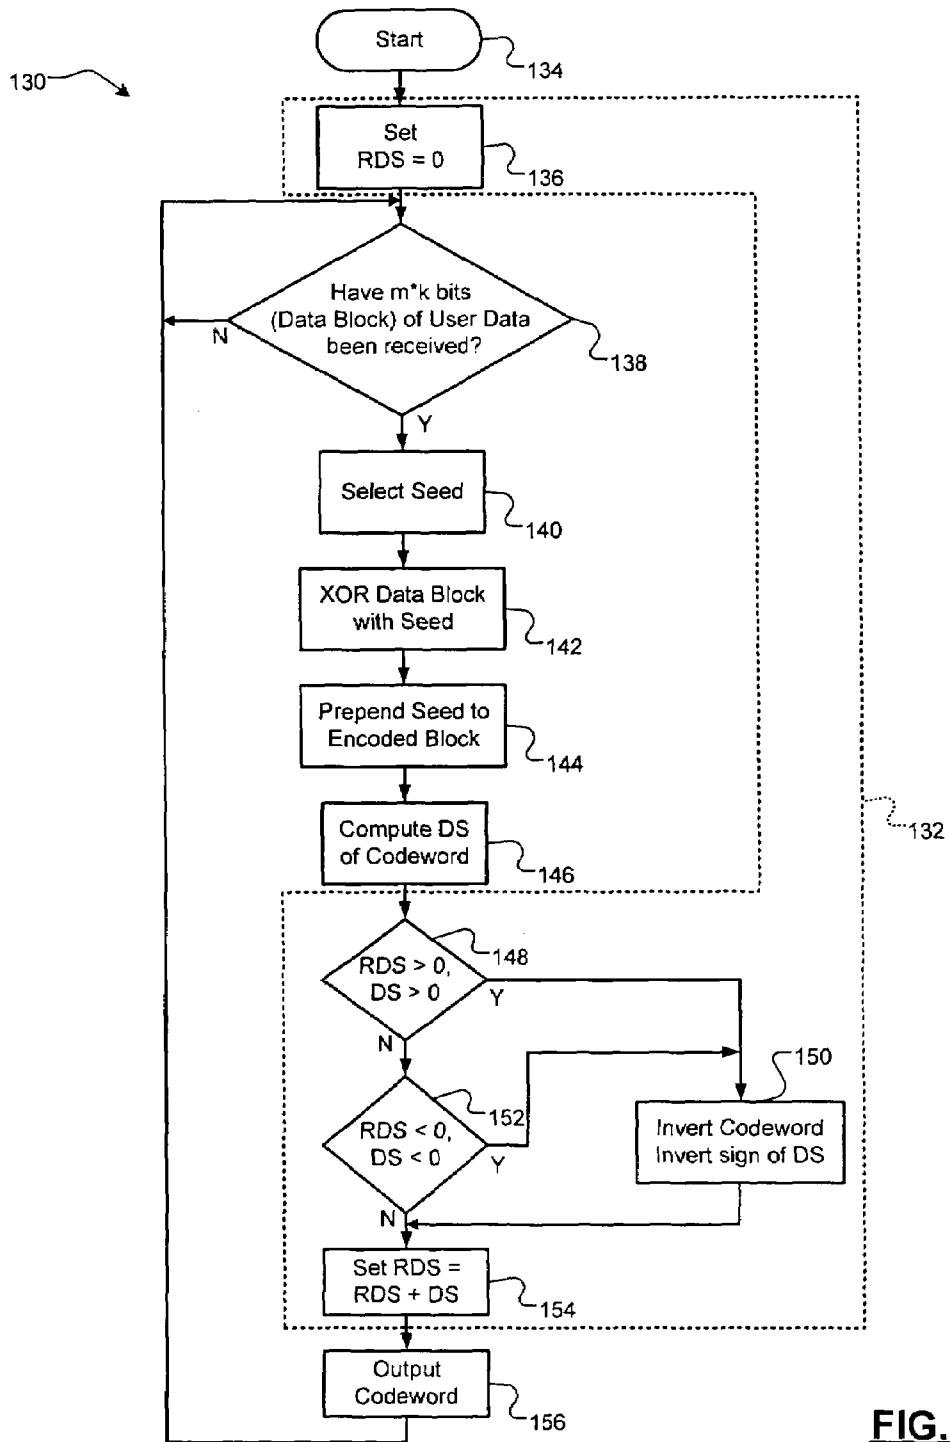 Start
134
130
Set
RDS = 0
136
Have m*k bits
(Data Block) of User Data
been received?
N
138
Y
Select Seed
140
XOR Data Block
with Seed
142
Prepend Seed to
Encoded Block
144
132
Compute DS
of Codeword
146
148
RDS > 0,
DS > 0
Y
N
150
152
RDS < 0,
DS < 0
Y
Invert Codeword
Invert sign of DS
N
Set RDS =
RDS + DS
154
Output
Codeword
156
FIG.